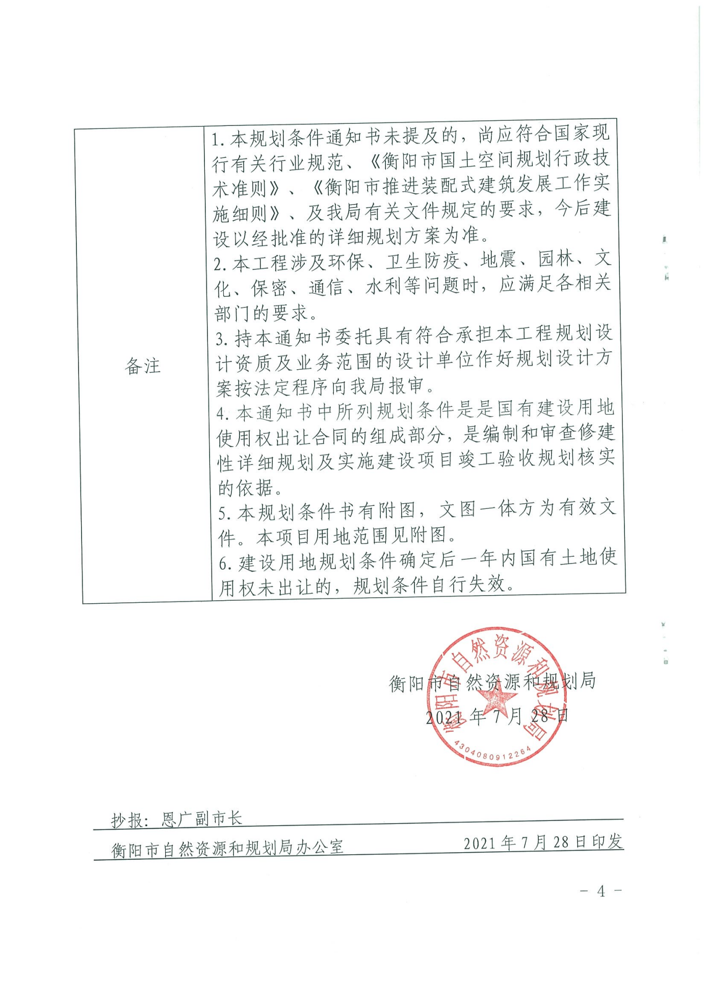 备注
1. 本规划条件通知书未提及的，尚应符合国家现
行有关行业规范、《衡阳市国土空间规划行政技
术准则》、《衡阳市推进装配式建筑发展工作实
施细则》、及我局有关文件规定的要求，今后建
设以经批准的详细规划方案为准。
2. 本工程涉及环保、卫生防疫、地震、园林、文
化、保密、通信、水利等问题时，应满足各相关
部门的要求。
3. 持本通知书委托具有符合承担本工程规划设
计资质及业务范围的设计单位作好规划设计方
案按法定程序向我局报审。
4. 本通知书中所列规划条件是是国有建设用地
使用权出让合同的组成部分，是编制和审查修建
性详细规划及实施建设项目竣工验收规划核实
的依据。
5. 本规划条件书有附图，文图一体方为有效文
件。本项目用地范围见附图。
6. 建设用地规划条件确定后一年内国有土地使
用权未出让的，规划条件自行失效。
衡阳市自然资源和规划局
衡阳市自然资源和规划局
2021 年 7 月 28 日
4304080912264
抄报：恩广副市长
衡阳市自然资源和规划局办公室 2021 年 7 月 28 日印发
- 4 -